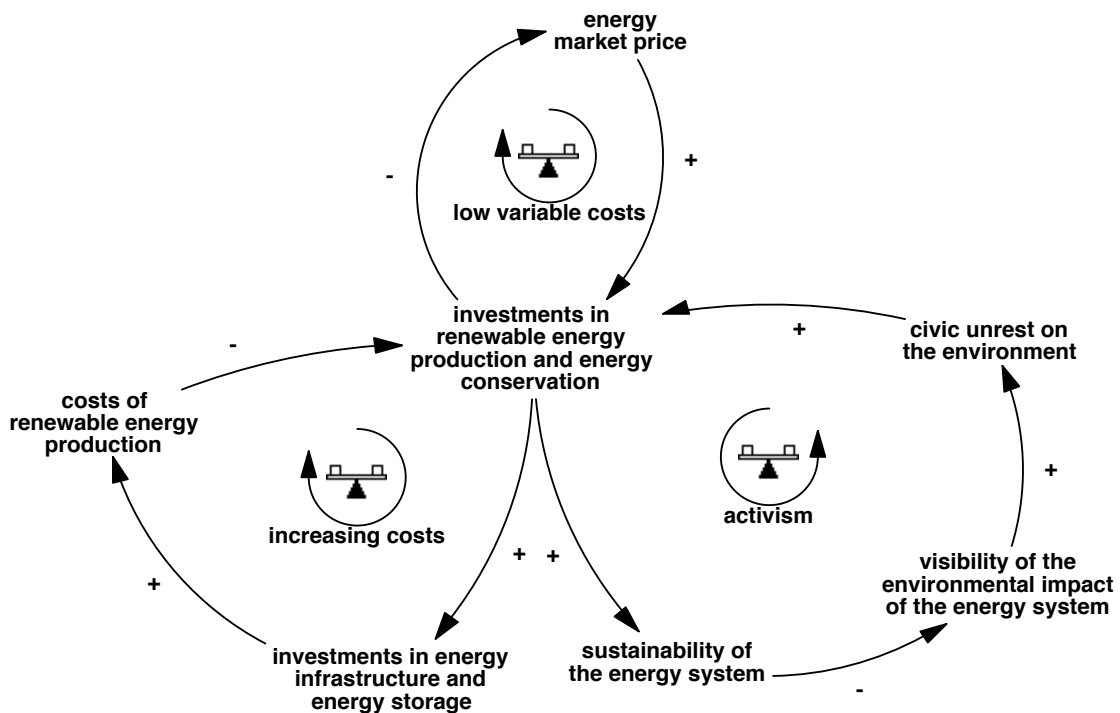 energy
market price
-
+
low variable costs
investments in
renewable energy
production and energy
conservation
+
civic unrest on
the environment
-
costs of
renewable energy
production
increasing costs
activism
+
+
+
+
visibility of the
environmental impact
of the energy system
investments in energy
infrastructure and
energy storage
sustainability of
the energy system
-